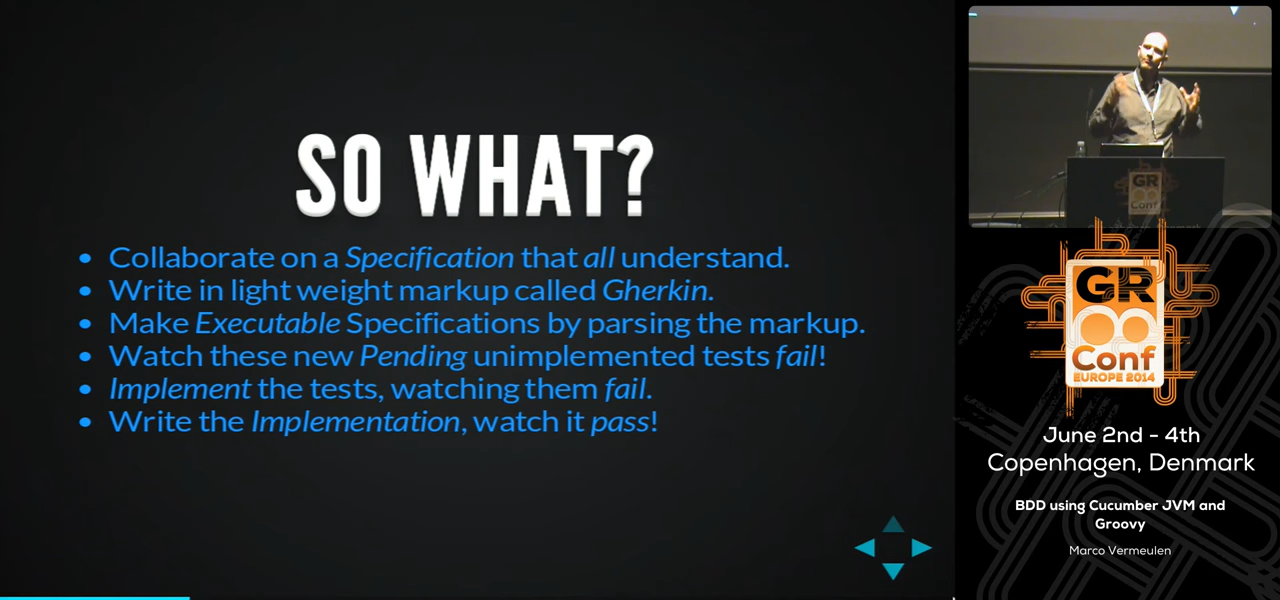 SO WHAT?
• Collaborate on a Specification that all understand.
• Write in light weight markup called Gherkin.
• Make Executable Specifications by parsing the markup.
• Watch these new Pending unimplemented tests fail!
• Implement the tests, watching them fail.
• Write the Implementation, watch it pass!
GR
Conf
GR
Conf
EUROPE 2014
June 2nd - 4th
Copenhagen, Denmark
BDD using Cucumber JVM and
Groovy
Marco Vermeulen